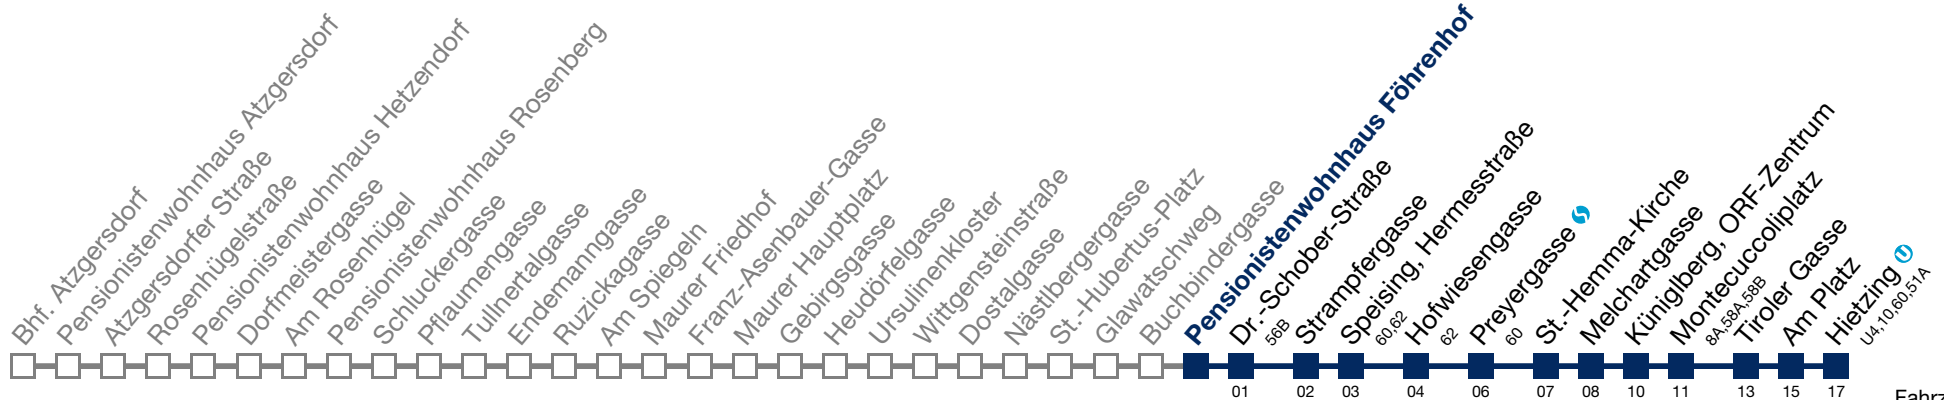 Bhf. Atzgersdorf
Pensionistenwohnhaus Atzgersdorf
Atzgersdorfer Straße
Rosenhügelstraße
Pensionistenwohnhaus Hetzendorf
Dorfmeistergasse
Am Rosenhügel
Pensionistenwohnhaus Rosenberg
Schluckergasse
Pflaumengasse
Tullnertalgasse
Endemanngasse
Ruzickagasse
Am Spiegeln
Maurer Friedhof
Franz-Asenbauer-Gasse
Maurer Hauptplatz
Gebirgsgasse
Heudörfelgasse
Ursulinenkloster
Wittgensteinstraße
Dostalgasse
Nästlbergergasse
St.-Hubertus-Platz
Glawatschweg
Buchbindergasse
Pensionistenwohnhaus Föhrenhof
Dr.-Schober-Straße
56B
Strampfergasse
Speising, Hermesstraße
60,62
Hofwiesengasse
62
Preyergasse S
60
St.-Hemma-Kirche
Melchartgasse
Küniglberg, ORF-Zentrum
Montecuccoliplatz
8A,58A,58B
Tiroler Gasse
Am Platz
Hietzing U
U4,10,60,51A
01 02 03 04 06 07 08 10 11 13 15 17